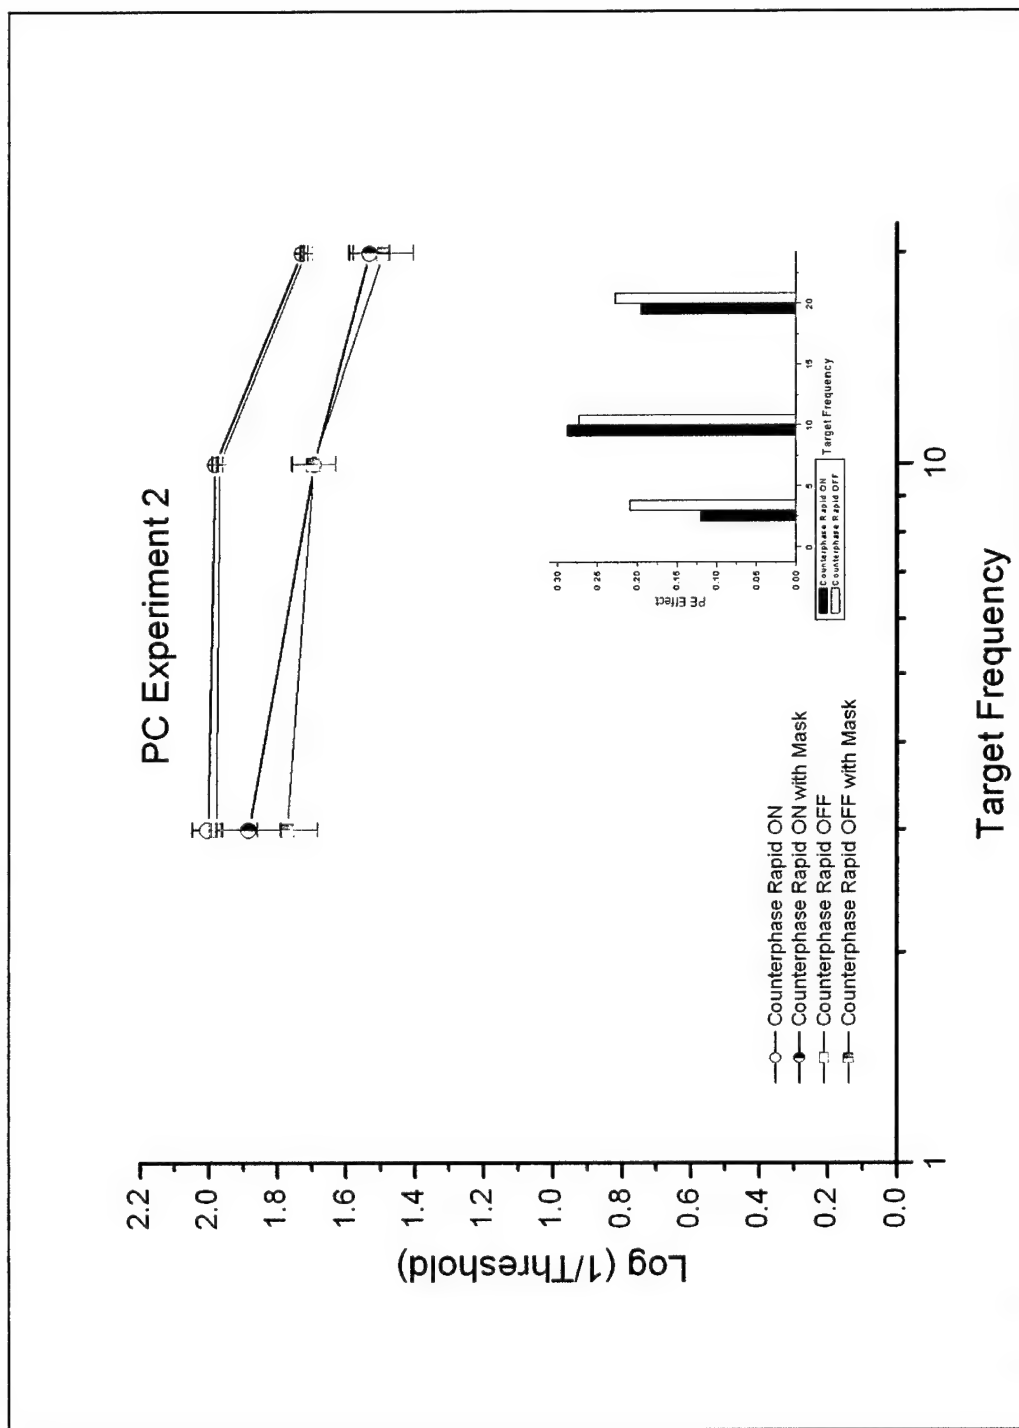 PC Experiment 2
Log (1/Threshold)
2.2
2.0
1.8
1.6
1.4
1.2
1.0
0.8
0.6
0.4
0.2
0.0
1
10
Target Frequency
Counterphase Rapid ON
Counterphase Rapid ON with Mask
Counterphase Rapid OFF
Counterphase Rapid OFF with Mask
PE Effect
0.30
0.25
0.20
0.15
0.10
0.05
0.00
0
5
10
15
20
Target Frequency
Counterphase Rapid ON
Counterphase Rapid OFF